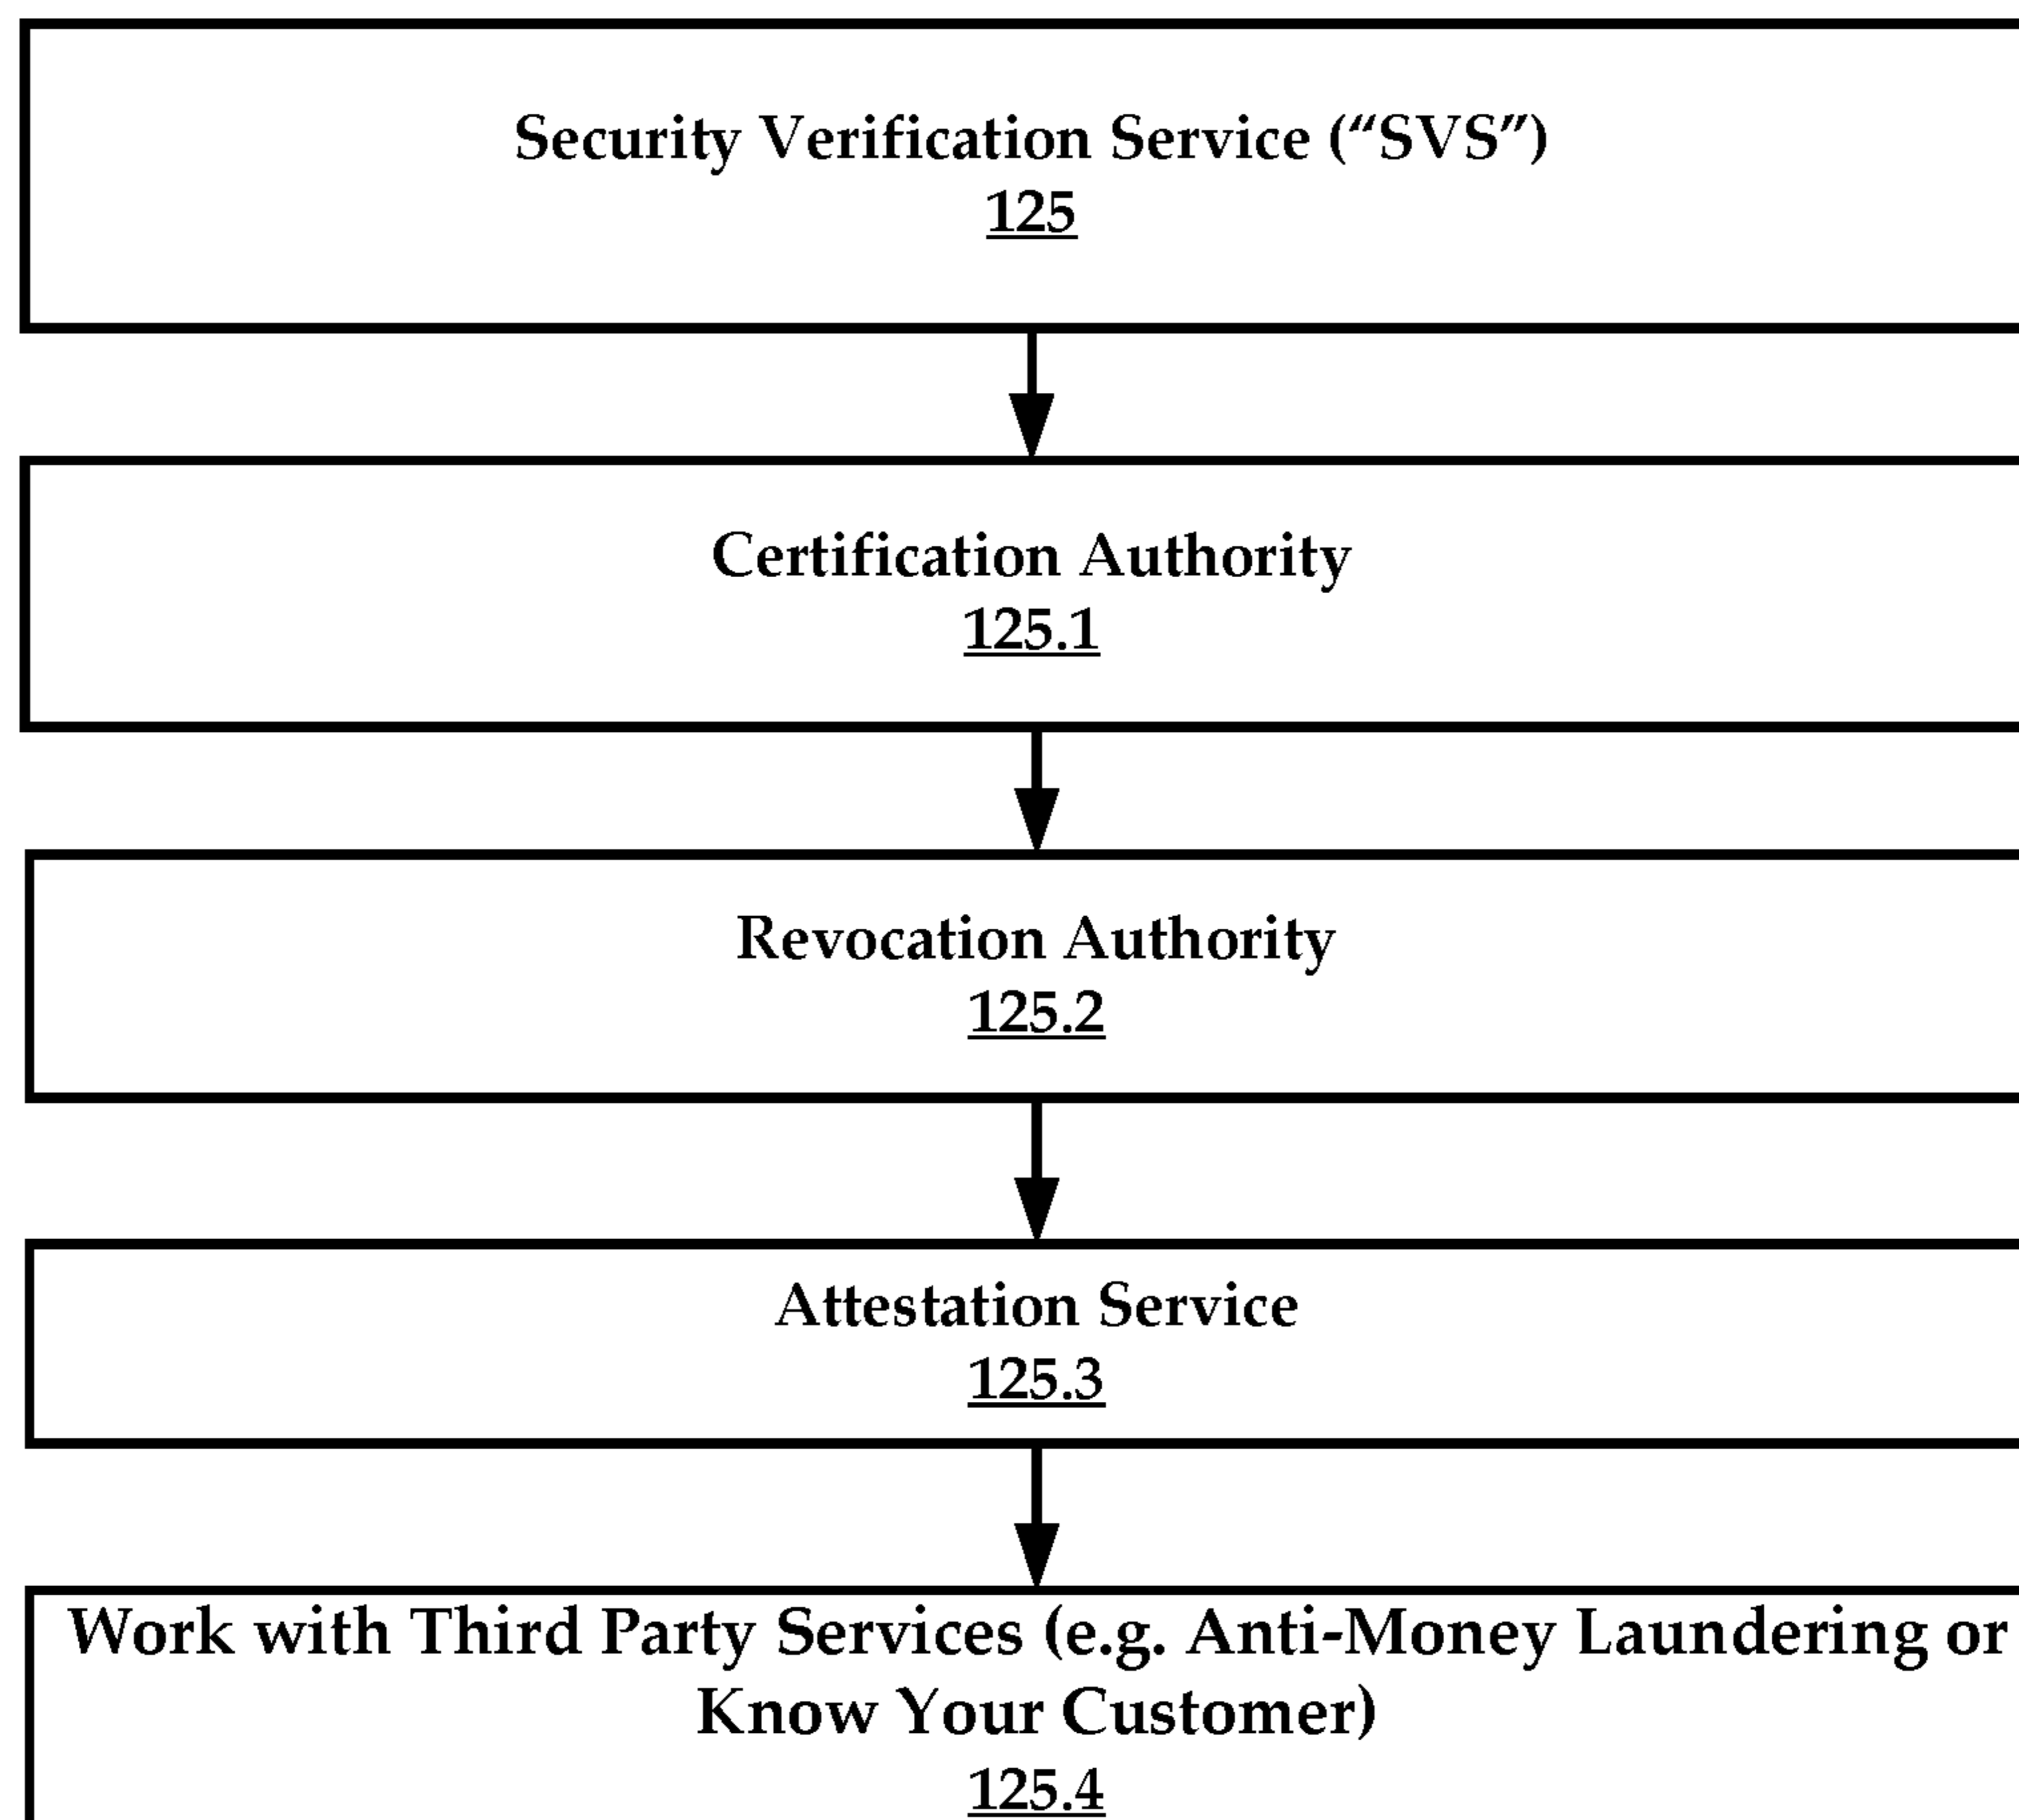 Security Verification Service (“SVS”)
125
Certification Authority
125.1
Revocation Authority
125.2
Attestation Service
125.3
Work with Third Party Services (e.g. Anti-Money Laundering or
Know Your Customer)
125.4